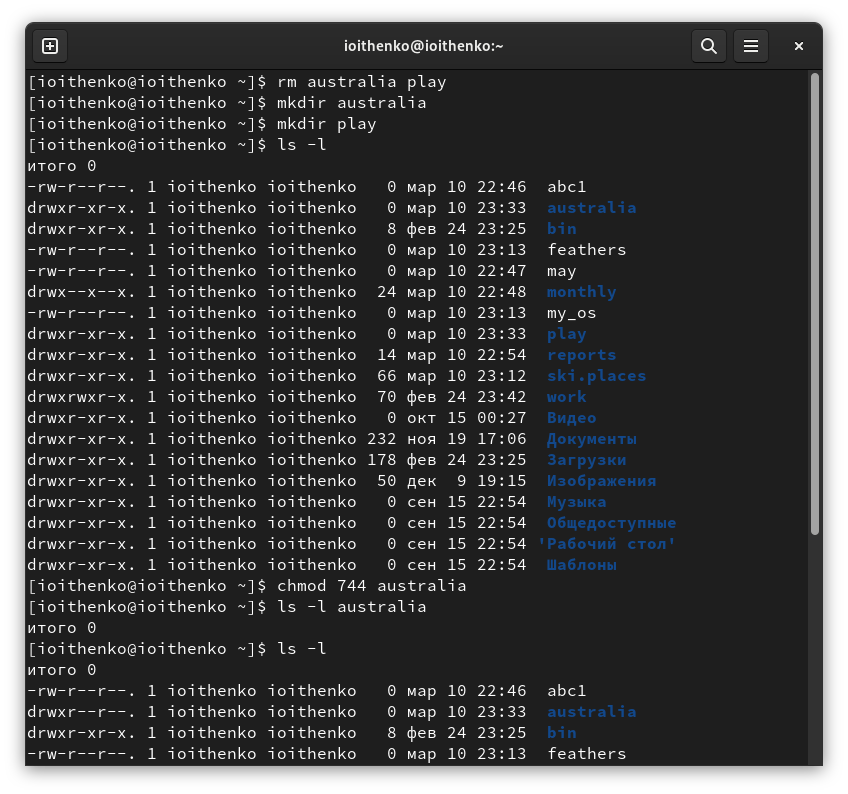 ioithenko@ioithenko:~
[ioithenko@ioithenko ~]$ rm australia play
[ioithenko@ioithenko ~]$ mkdir australia
[ioithenko@ioithenko ~]$ mkdir play
[ioithenko@ioithenko ~]$ ls -l
итого 0
-rw-r--r--. 1 ioithenko ioithenko   0 мар 10 22:46  abc1
drwxr-xr-x. 1 ioithenko ioithenko   0 мар 10 23:33  australia
drwxr-xr-x. 1 ioithenko ioithenko   8 фев 24 23:25  bin
-rw-r--r--. 1 ioithenko ioithenko   0 мар 10 23:13  feathers
-rw-r--r--. 1 ioithenko ioithenko   0 мар 10 22:47  may
drwx--x--x. 1 ioithenko ioithenko  24 мар 10 22:48  monthly
-rw-r--r--. 1 ioithenko ioithenko   0 мар 10 23:13  my_os
drwxr-xr-x. 1 ioithenko ioithenko   0 мар 10 23:33  play
drwxr-xr-x. 1 ioithenko ioithenko  14 мар 10 22:54  reports
drwxr-xr-x. 1 ioithenko ioithenko  66 мар 10 23:12  ski.places
drwxrwxr-x. 1 ioithenko ioithenko  70 фев 24 23:42  work
drwxr-xr-x. 1 ioithenko ioithenko   0 окт 15 00:27  Видео
drwxr-xr-x. 1 ioithenko ioithenko 232 ноя 19 17:06  Документы
drwxr-xr-x. 1 ioithenko ioithenko 178 фев 24 23:25  Загрузки
drwxr-xr-x. 1 ioithenko ioithenko  50 дек  9 19:15  Изображения
drwxr-xr-x. 1 ioithenko ioithenko   0 сен 15 22:54  Музыка
drwxr-xr-x. 1 ioithenko ioithenko   0 сен 15 22:54  Общедоступные
drwxr-xr-x. 1 ioithenko ioithenko   0 сен 15 22:54 'Рабочий стол'
drwxr-xr-x. 1 ioithenko ioithenko   0 сен 15 22:54  Шаблоны
[ioithenko@ioithenko ~]$ chmod 744 australia
[ioithenko@ioithenko ~]$ ls -l australia
итого 0
[ioithenko@ioithenko ~]$ ls -l
итого 0
-rw-r--r--. 1 ioithenko ioithenko   0 мар 10 22:46  abc1
drwxr--r--. 1 ioithenko ioithenko   0 мар 10 23:33  australia
drwxr-xr-x. 1 ioithenko ioithenko   8 фев 24 23:25  bin
-rw-r--r--. 1 ioithenko ioithenko   0 мар 10 23:13  feathers